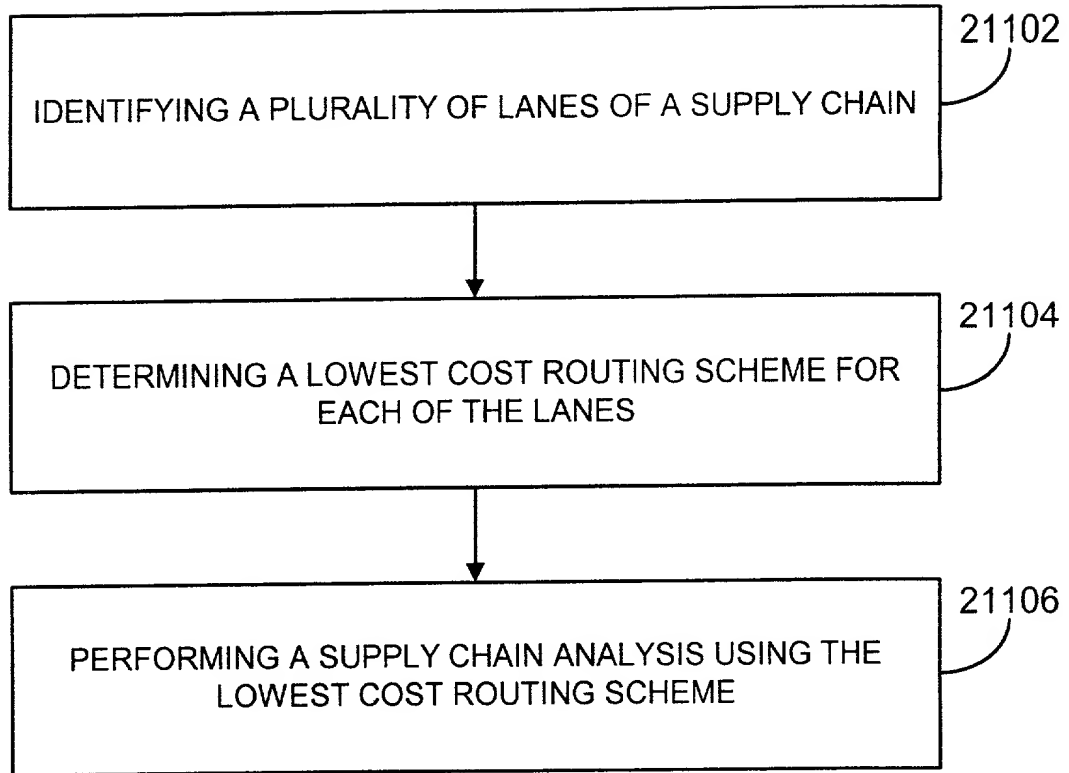 21102
IDENTIFYING A PLURALITY OF LANES OF A SUPPLY CHAIN
21104
DETERMINING A LOWEST COST ROUTING SCHEME FOR
EACH OF THE LANES
21106
PERFORMING A SUPPLY CHAIN ANALYSIS USING THE
LOWEST COST ROUTING SCHEME